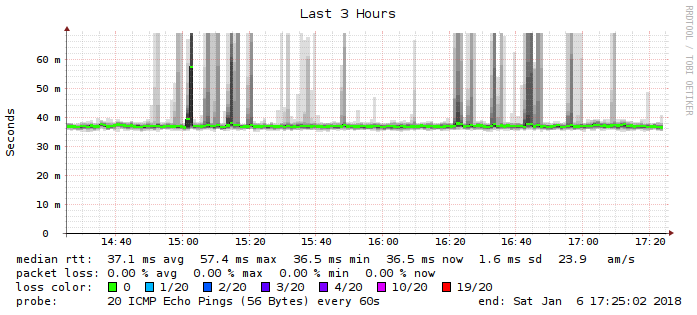 Last 3 Hours
RRDTOOL / TOBI OETIKER
Seconds
60 m
50 m
40 m
30 m
20 m
10 m
0
14:40 15:00 15:20 15:40 16:00 16:20 16:40 17:00 17:20
median rtt: 37.1 ms avg 57.4 ms max 36.5 ms min 36.5 ms now 1.6 ms sd 23.9 am/s
packet loss: 0.00 % avg 0.00 % max 0.00 % min 0.00 % now
loss color: 0 1/20 2/20 3/20 4/20 10/20 19/20
probe: 20 ICMP Echo Pings (56 Bytes) every 60s end: Sat Jan 6 17:25:02 2018